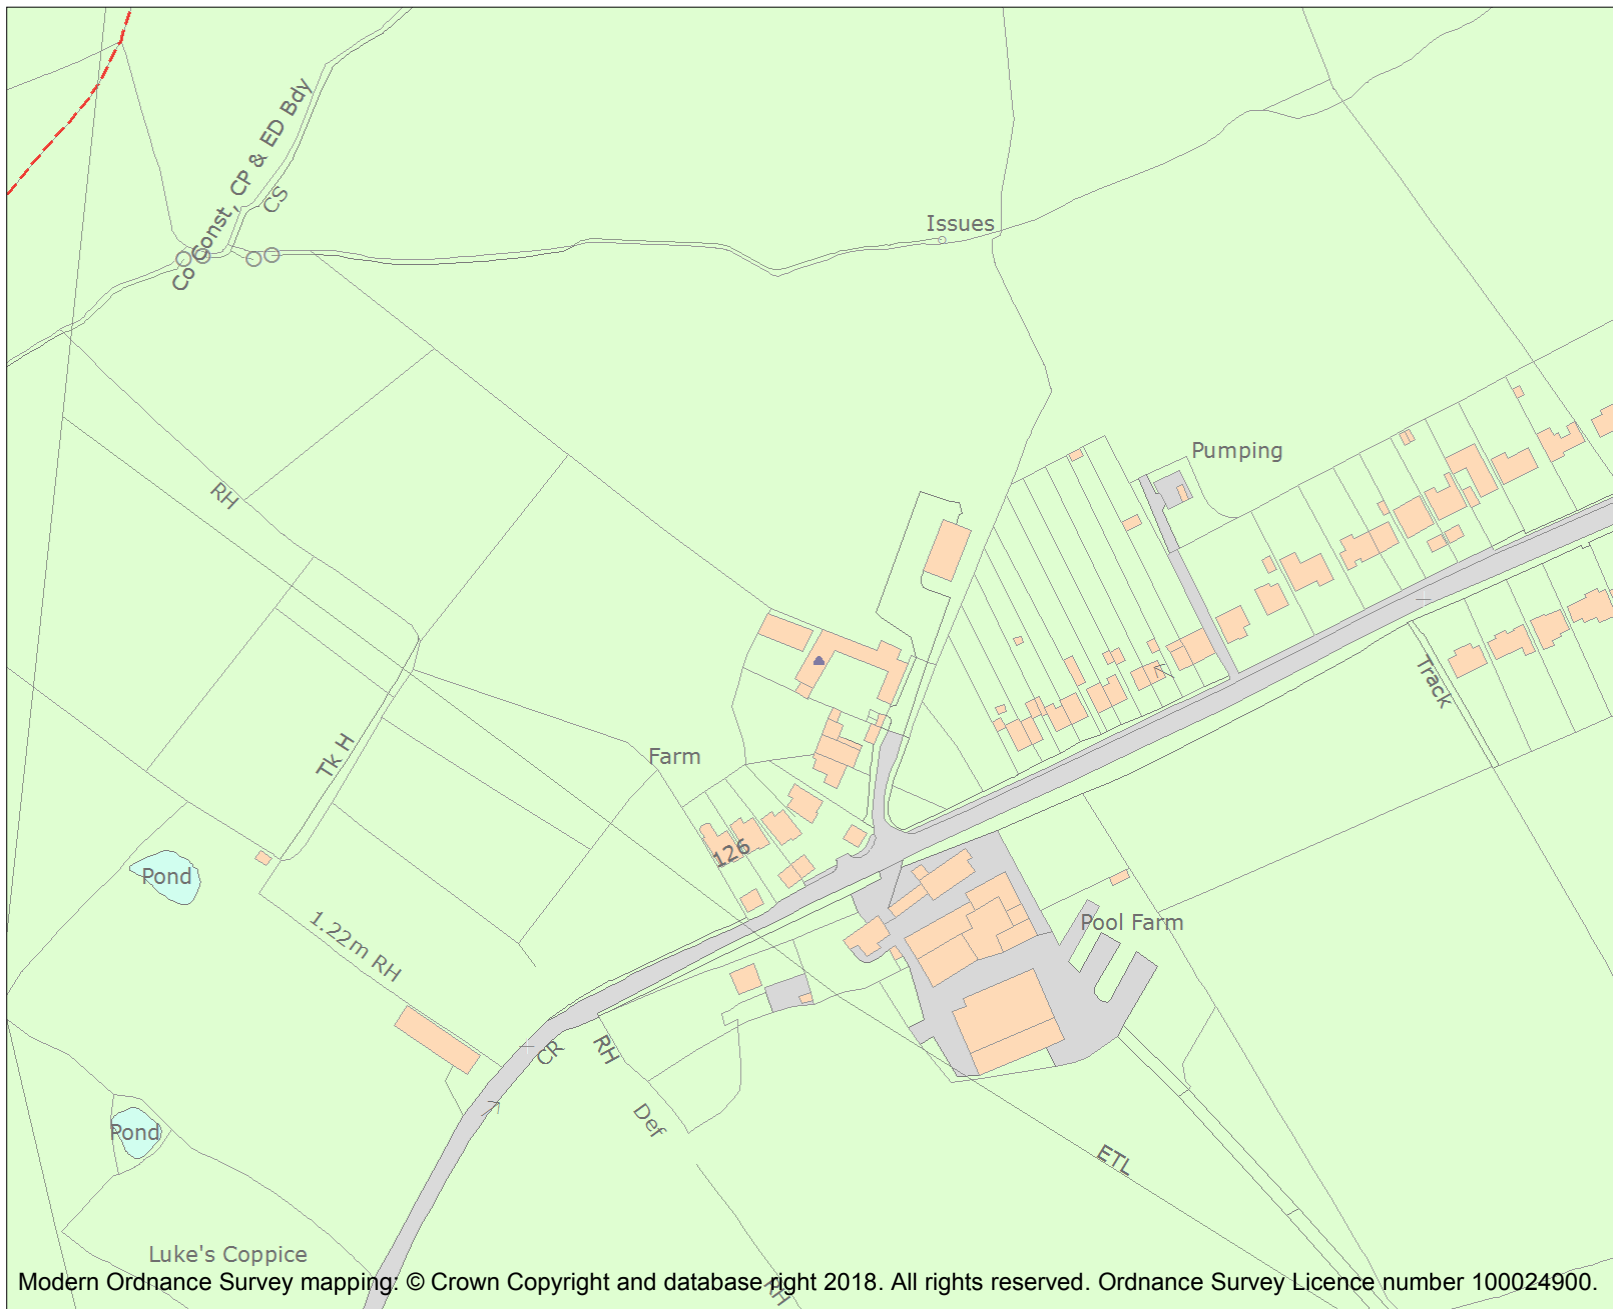 Co Const, CP & ED Bdy
CS
Issues
Pumping
RH
Track
Tk H
Farm
126
Pond
Pool Farm
1.22m RH
CR
RH
Def
Pond
ETL
Luke's Coppice
RH
Modern Ordnance Survey mapping: © Crown Copyright and database right 2018. All rights reserved. Ordnance Survey Licence number 100024900.